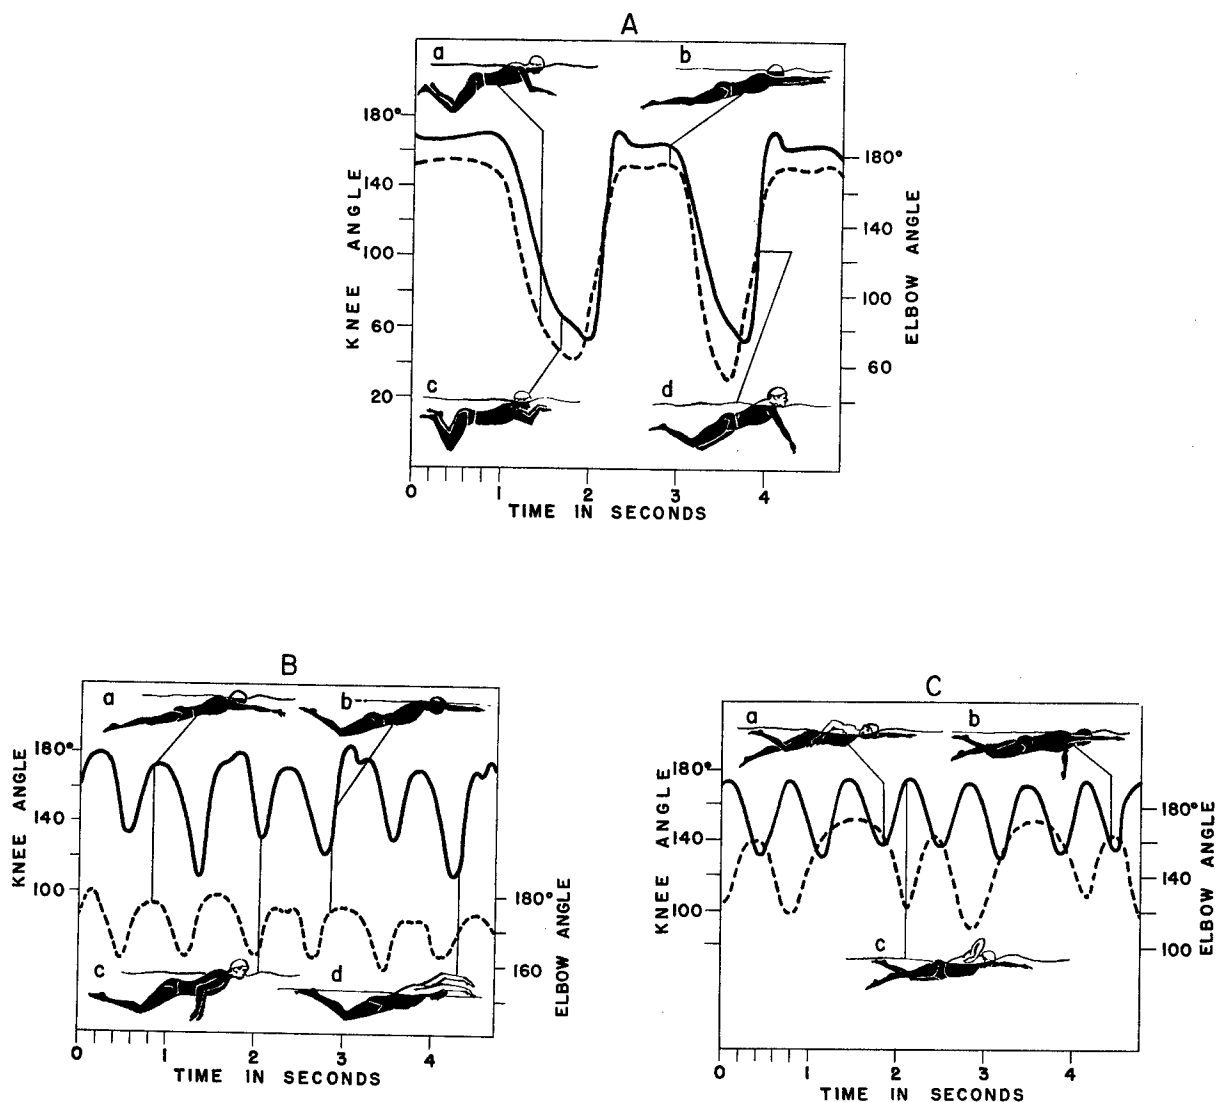 A
a
b
180°
140
100
60
20
KNEE ANGLE
180°
140
100
60
ELBOW ANGLE
c
d
0 1 2 3 4
TIME IN SECONDS
B
a
b
180°
140
100
KNEE ANGLE
180°
160
ELBOW ANGLE
c
d
0 1 2 3 4
TIME IN SECONDS
C
a
b
180°
140
100
KNEE ANGLE
180°
140
100
ELBOW ANGLE
c
0 1 2 3 4
TIME IN SECONDS